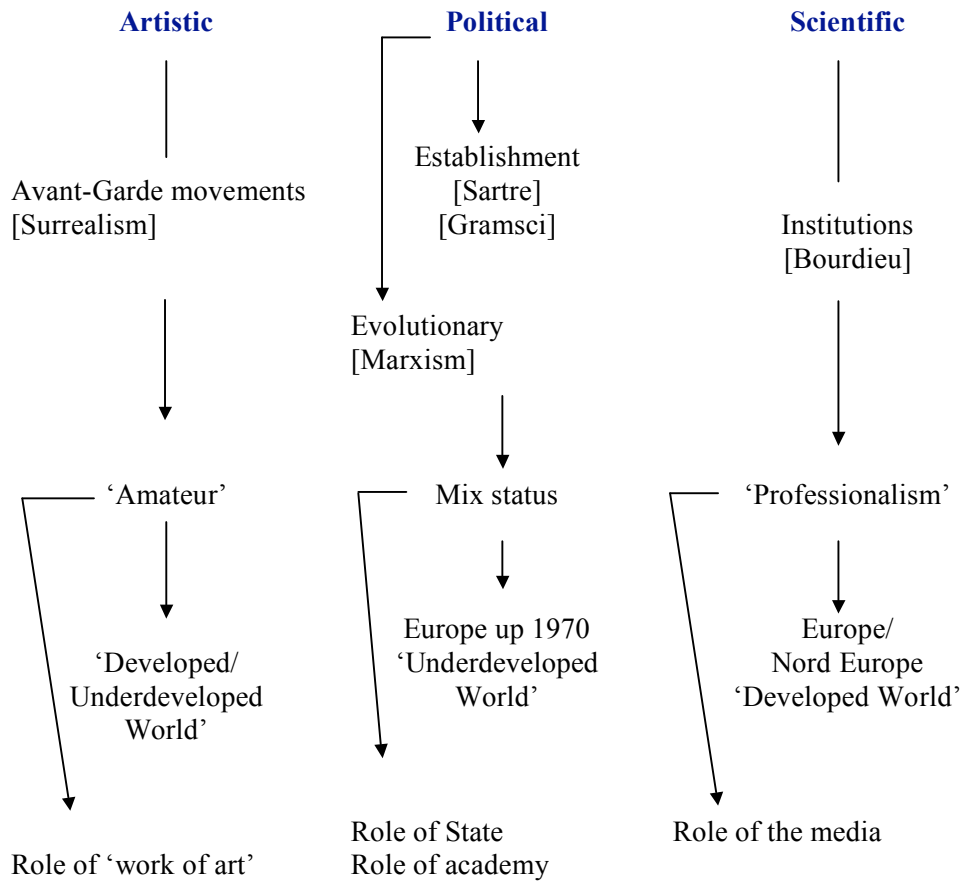 Artistic
Political
Scientific
Avant-Garde movements
[Surrealism]
Establishment
[Sartre]
[Gramsci]
Institutions
[Bourdieu]
Evolutionary
[Marxism]
‘Amateur’
Mix status
‘Professionalism’
‘Developed/
Underdeveloped
World’
Europe up 1970
‘Underdeveloped
World’
Europe/
Nord Europe
‘Developed World’
Role of ‘work of art’
Role of State
Role of academy
Role of the media